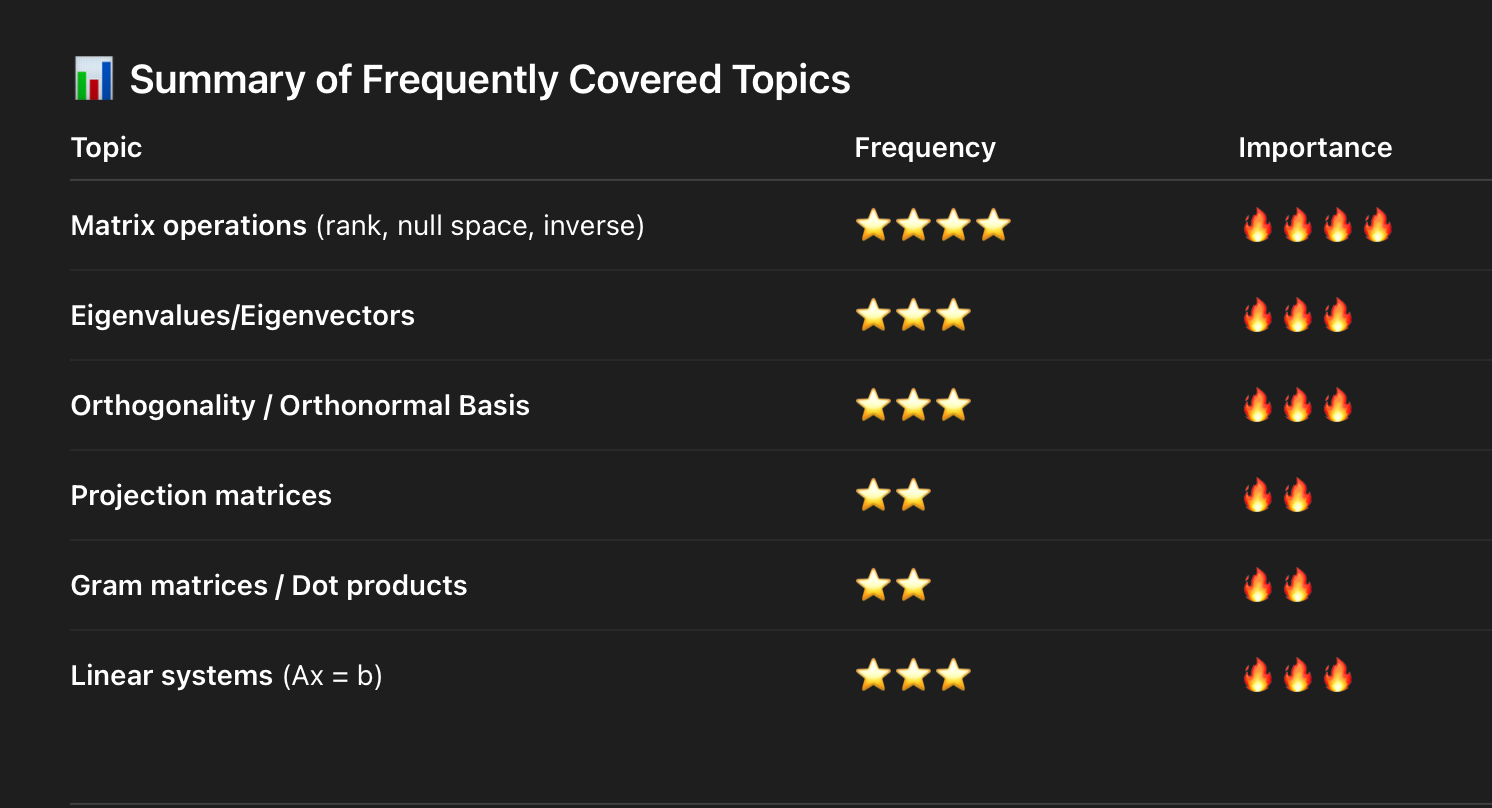 📊 Summary of Frequently Covered Topics
Topic Frequency Importance
Matrix operations (rank, null space, inverse) ⭐⭐⭐⭐ 🔥🔥🔥🔥
Eigenvalues/Eigenvectors ⭐⭐⭐ 🔥🔥🔥
Orthogonality / Orthonormal Basis ⭐⭐⭐ 🔥🔥🔥
Projection matrices ⭐⭐ 🔥🔥
Gram matrices / Dot products ⭐⭐ 🔥🔥
Linear systems (Ax = b) ⭐⭐⭐ 🔥🔥🔥